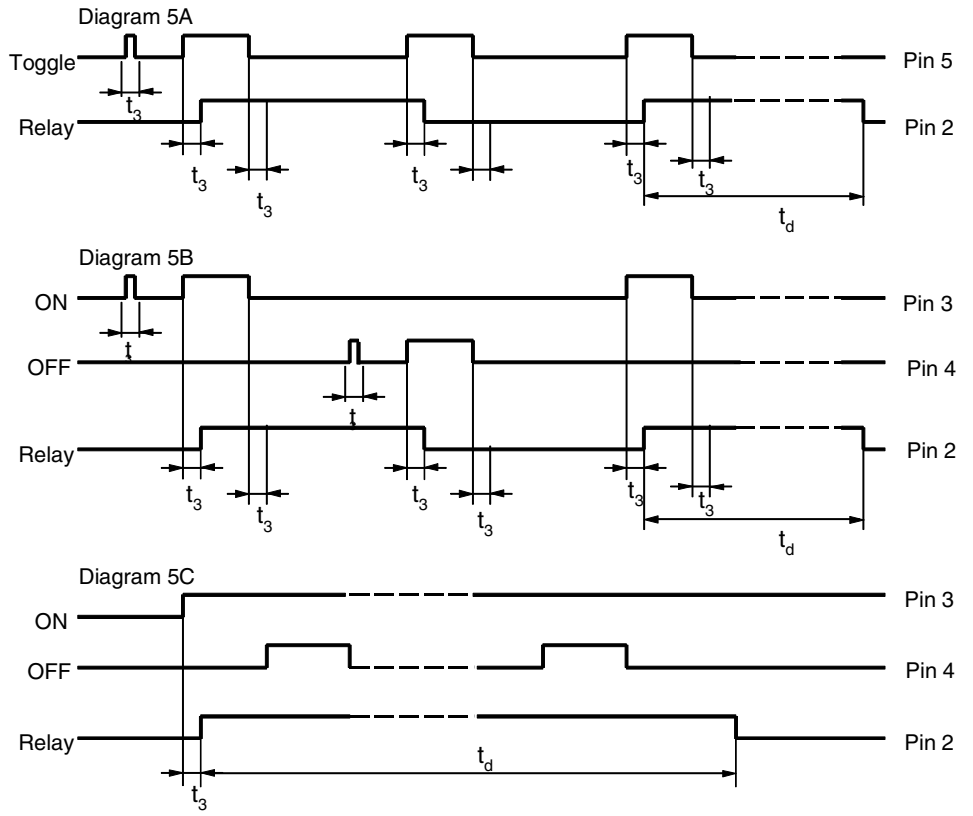 Diagram 5A
Toggle Pin 5
t3
Relay Pin 2
t3 t3 t3 t3 t3
td
Diagram 5B
ON Pin 3
t
OFF Pin 4
t
Relay Pin 2
t3 t3 t3 t3 t3 t3
td
Diagram 5C
ON Pin 3
OFF Pin 4
Relay Pin 2
td
t3